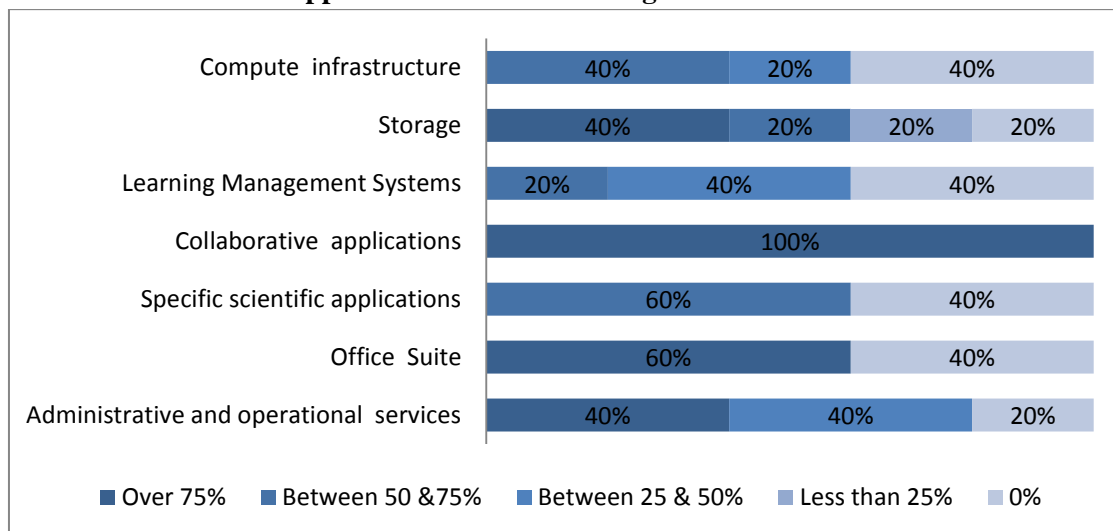 Compute infrastructure 40% 20% 40%
Storage 40% 20% 20% 20%
Learning Management Systems 20% 40% 40%
Collaborative applications 100%
Specific scientific applications 60% 40%
Office Suite 60% 40%
Administrative and operational services 40% 40% 20%
Over 75% Between 50 &75% Between 25 & 50% Less than 25% 0%